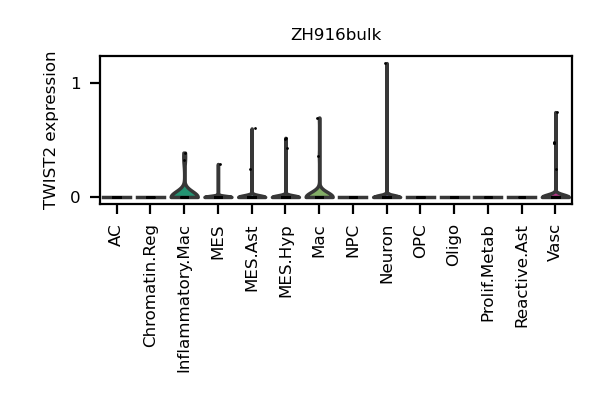 ZH916bulk
TWIST2 expression
1
0
AC
Chromatin.Reg
Inflammatory.Mac
MES
MES.Ast
MES.Hyp
Mac
NPC
Neuron
OPC
Oligo
Prolif.Metab
Reactive.Ast
Vasc